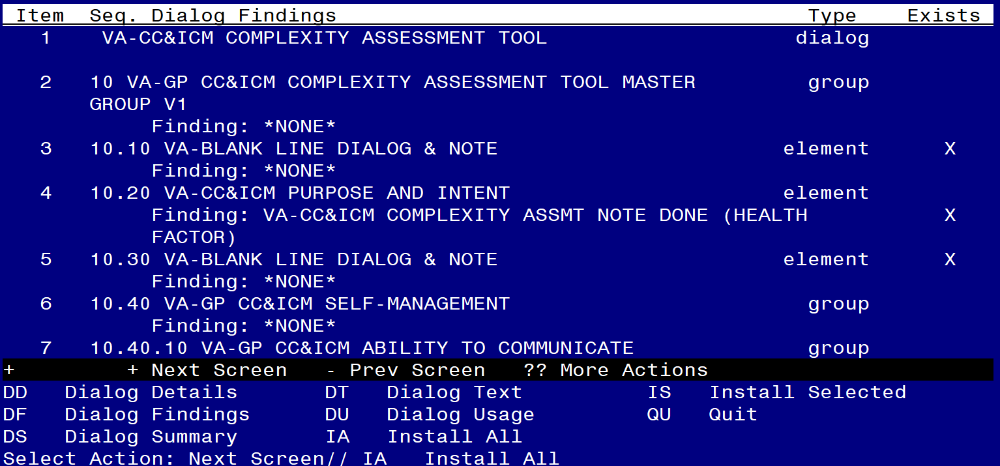 Item  Seq. Dialog Findings                                      Type    Exists
1    VA-CC&ICM COMPLEXITY ASSESSMENT TOOL                    dialog
2   10 VA-GP CC&ICM COMPLEXITY ASSESSMENT TOOL MASTER         group
GROUP V1
Finding: *NONE*
3   10.10 VA-BLANK LINE DIALOG & NOTE                       element      X
Finding: *NONE*
4   10.20 VA-CC&ICM PURPOSE AND INTENT                      element
Finding: VA-CC&ICM COMPLEXITY ASSMT NOTE DONE (HEALTH           X
FACTOR)
5   10.30 VA-BLANK LINE DIALOG & NOTE                       element      X
Finding: *NONE*
6   10.40 VA-GP CC&ICM SELF-MANAGEMENT                        group
Finding: *NONE*
7   10.40.10 VA-GP CC&ICM ABILITY TO COMMUNICATE              group
+         + Next Screen   - Prev Screen   ?? More Actions
DD   Dialog Details       DT   Dialog Text          IS   Install Selected
DF   Dialog Findings      DU   Dialog Usage         QU   Quit
DS   Dialog Summary       IA   Install All
Select Action: Next Screen// IA   Install All